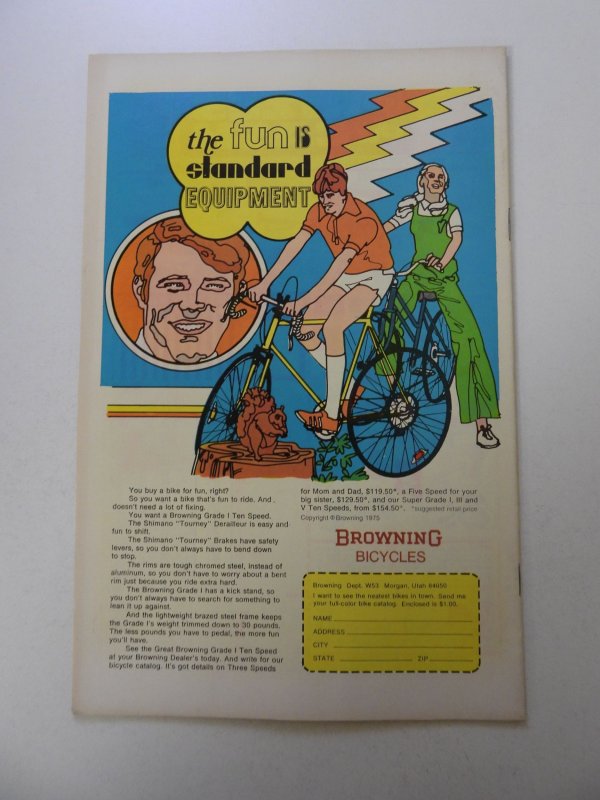 the fun IS
standard
EQUIPMENT
You buy a bike for fun, right?
So you want a bike that's fun to ride. And
doesn't need a lot of fixing.
You want a Browning Grade I Ten Speed.
The Shimano "Tourney" Derailleur is easy and
fun to shift.
The Shimano "Tourney" Brakes have safety
levers, so you don't always have to bend down
to stop.
The rims are tough chromed steel, instead of
aluminum, so you don't have to worry about a bent
rim just because you ride extra hard.
The Browning Grade I has a kick stand, so
you don't always have to search for something to
lean it up against.
And the lightweight brazed steel frame keeps
the Grade I's weight trimmed down to 30 pounds.
The less pounds you have to pedal, the more fun
you'll have.
See the Great Browning Grade I Ten Speed
at your Browning Dealer's today. And write for our
bicycle catalog. It's got details on Three Speeds
for Mom and Dad, $119.50*, a Five Speed for your
big sister, $129.50*, and our Super Grade I, III and
V Ten Speeds, from $154.50*. *suggested retail price
Copyright © Browning 1975
BROWNING
BICYCLES
Browning Dept. W53 Morgan, Utah 84050
I want to see the neatest bikes in town. Send me
your full-color bike catalog. Enclosed is $1.00.
NAME
ADDRESS
CITY
STATE ZIP